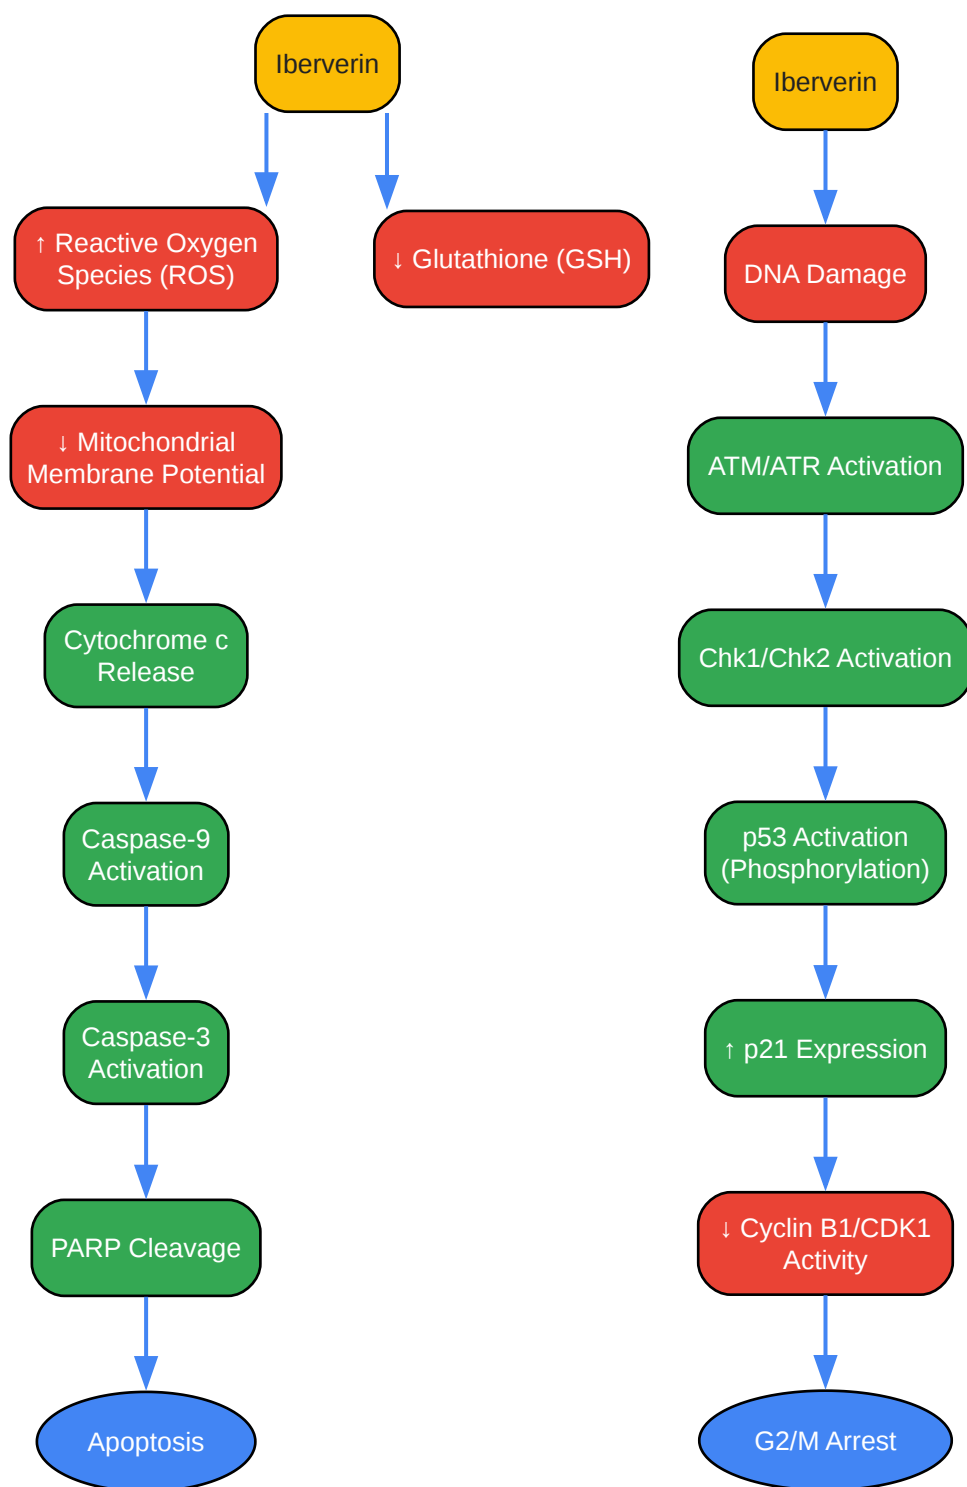 Iberverin
↑ Reactive Oxygen
Species (ROS)
↓ Glutathione (GSH)
↓ Mitochondrial
Membrane Potential
Cytochrome c
Release
Caspase-9
Activation
Caspase-3
Activation
PARP Cleavage
Apoptosis
Iberverin
DNA Damage
ATM/ATR Activation
Chk1/Chk2 Activation
p53 Activation
(Phosphorylation)
↑ p21 Expression
↓ Cyclin B1/CDK1
Activity
G2/M Arrest